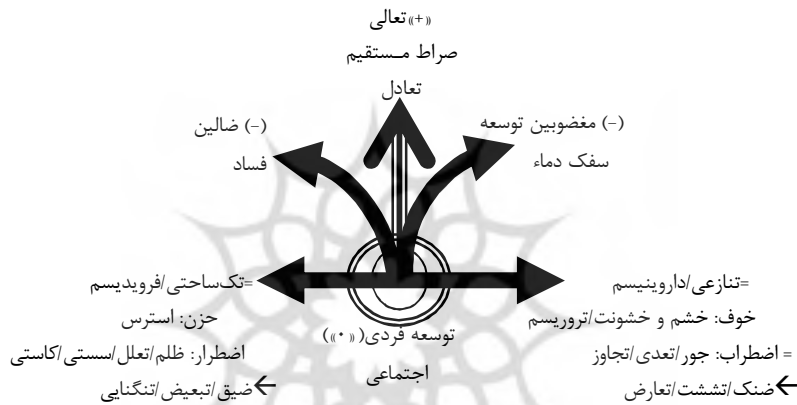 «+» تعالی
صراط مـستقیم
تعادل
(-) مغضوبین توسعه
سفک دماء
(-) ضالین
فساد
=تنازعی/داروینیسم
خوف: خشم و خشونت/تروریسم
= اضطراب: جور/تعدی/تجاوز
←ضنک/تششت/تعارض
=تک‌ساحتی/فرویدیسم
حزن: استرس
اضطرار: ظلم/تعلل/سستی/کاستی
←ضیق/تبعیض/تنگنایی
توسعه فردی(«۰»)
اجتماعی